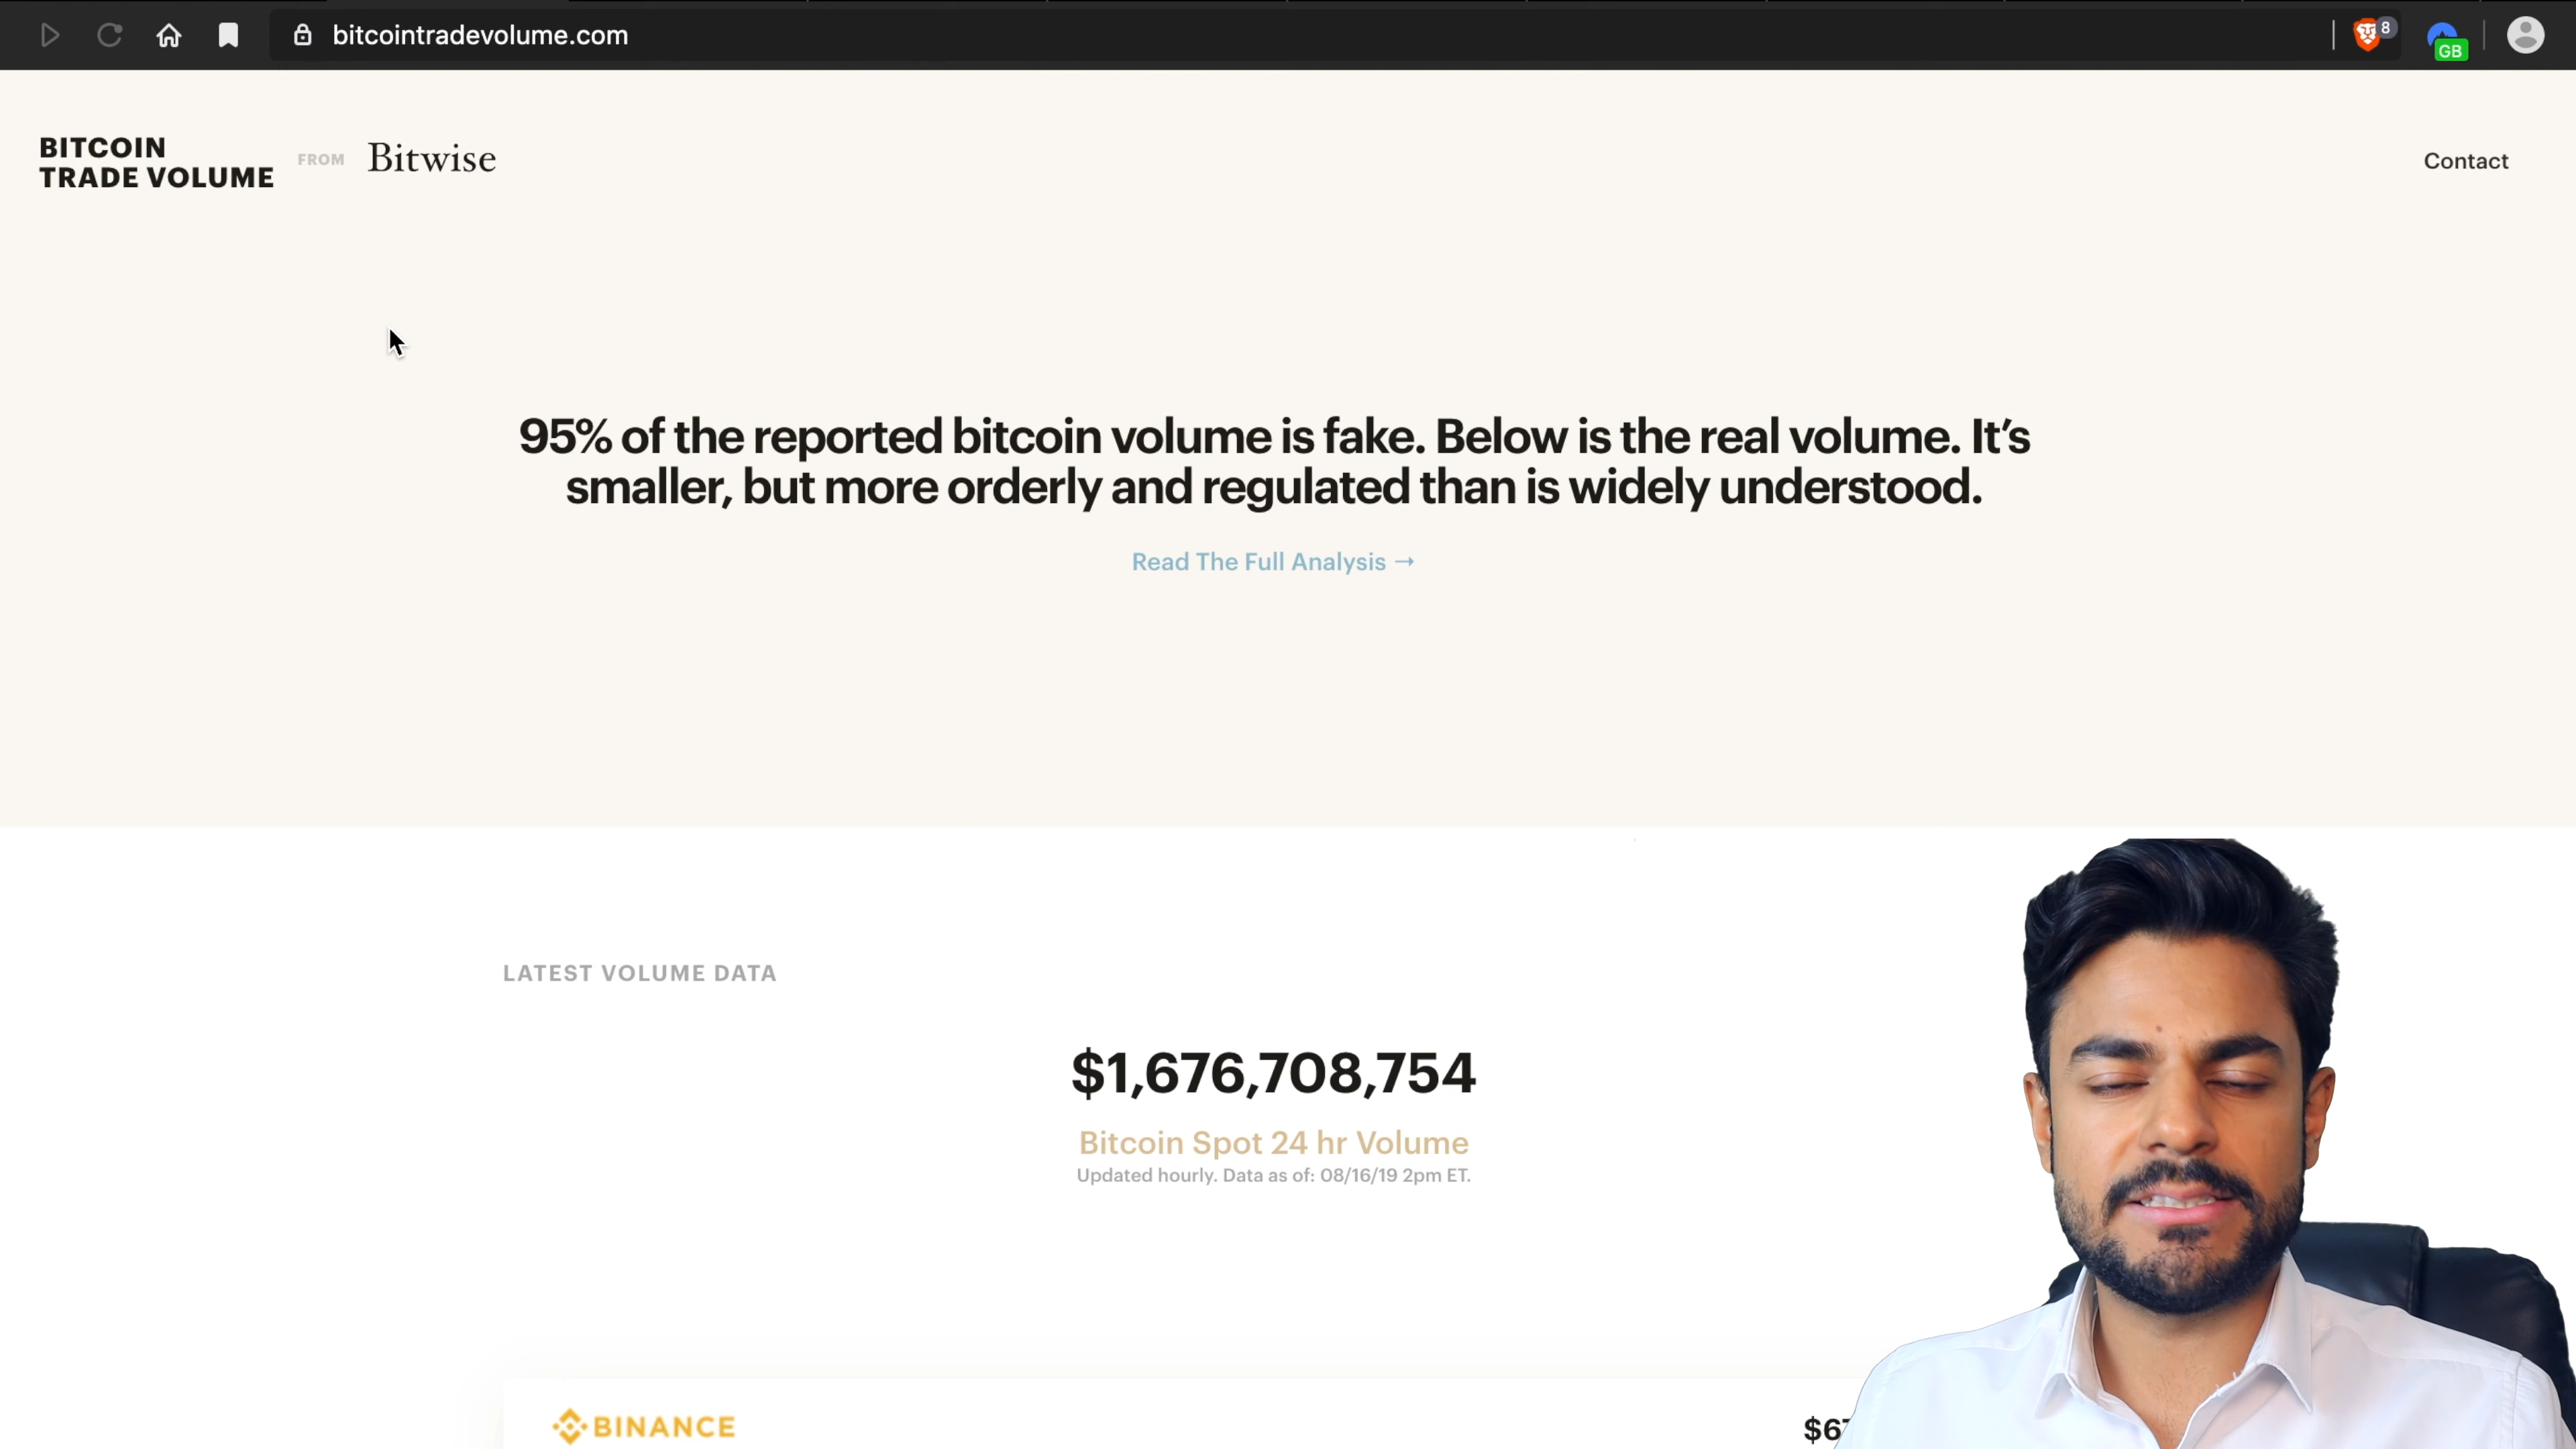 bitcointradevolume.com
8
GB
BITCOIN
TRADE VOLUME
FROM
Bitwise
Contact
95% of the reported bitcoin volume is fake. Below is the real volume. It’s
smaller, but more orderly and regulated than is widely understood.
Read The Full Analysis →
LATEST VOLUME DATA
$1,676,708,754
Bitcoin Spot 24 hr Volume
Updated hourly. Data as of: 08/16/19 2pm ET.
BINANCE